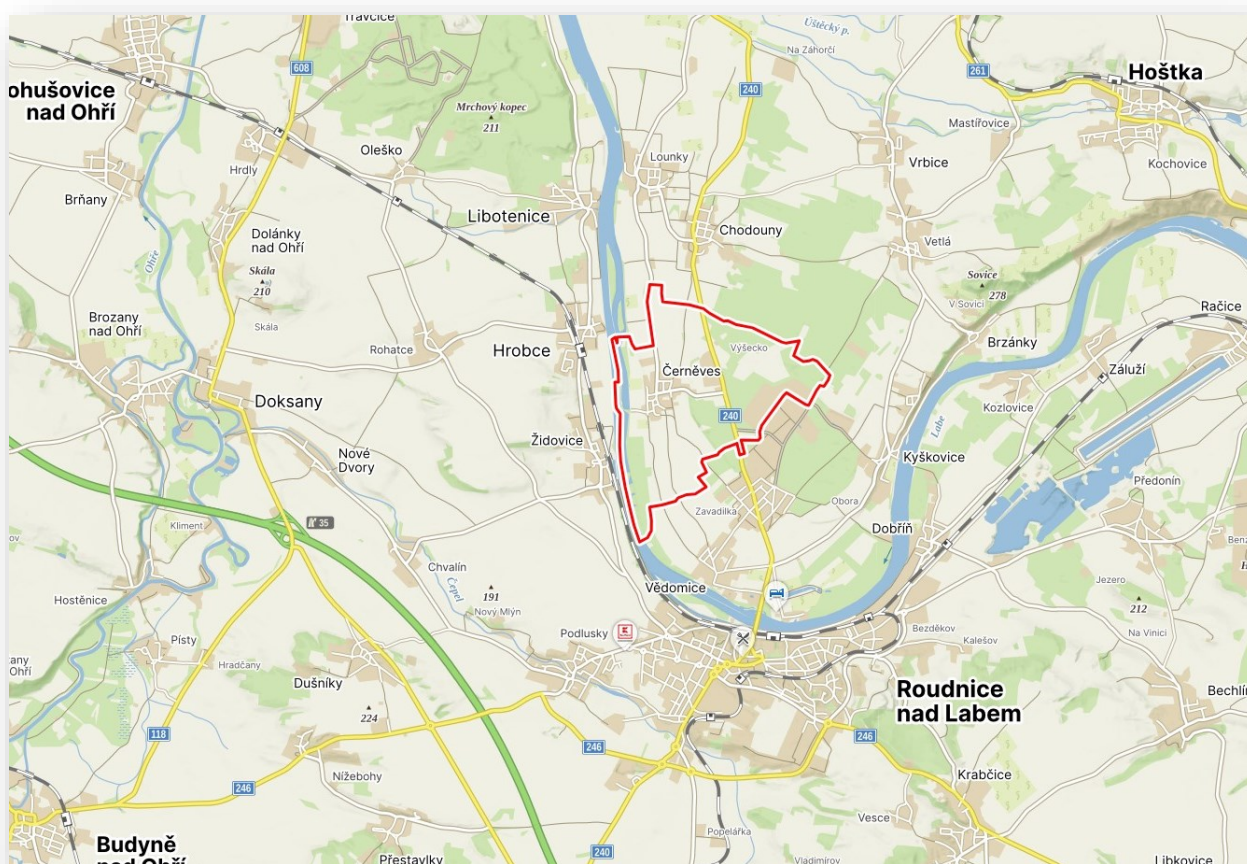 Travčice
Úštěcký p.
Na Záhoří
608
261
Hoštka
240
ohušovice
nad Ohří
Mrchový kopec
211
Mastířovice
Oleško
Lounky
Vrbice
Kochovice
Hrdly
Brňany
Libotenice
Chodouny
Dolánky
nad Ohří
Vetlá
Ohře
Skála
210
Sovice
278
V Sovici
Račice
Brozany
nad Ohří
Skála
Rohatce
Hrobce
Výšecko
Brzánky
Černěves
Záluží
Doksany
240
Kozlovice
Labe
Židovice
Nové
Dvory
Kyškovice
Předonín
Obora
Zavadilka
35
Kliment
Dobříň
Chvalín
Čepel
191
Nový Mlýn
Vědomice
Jezero
212
Hostěnice
Podlusky
Bezděkov
Kalešov
Na Vinici
Písty
Hradčany
Dušníky
224
Roudnice
nad Labem
Bechlín
118
246
246
Krabčice
Nížebohy
246
Vesce
Popelářka
Budyně
nad Ohří
Přestavlky
240
Vladimírov
Libkovice